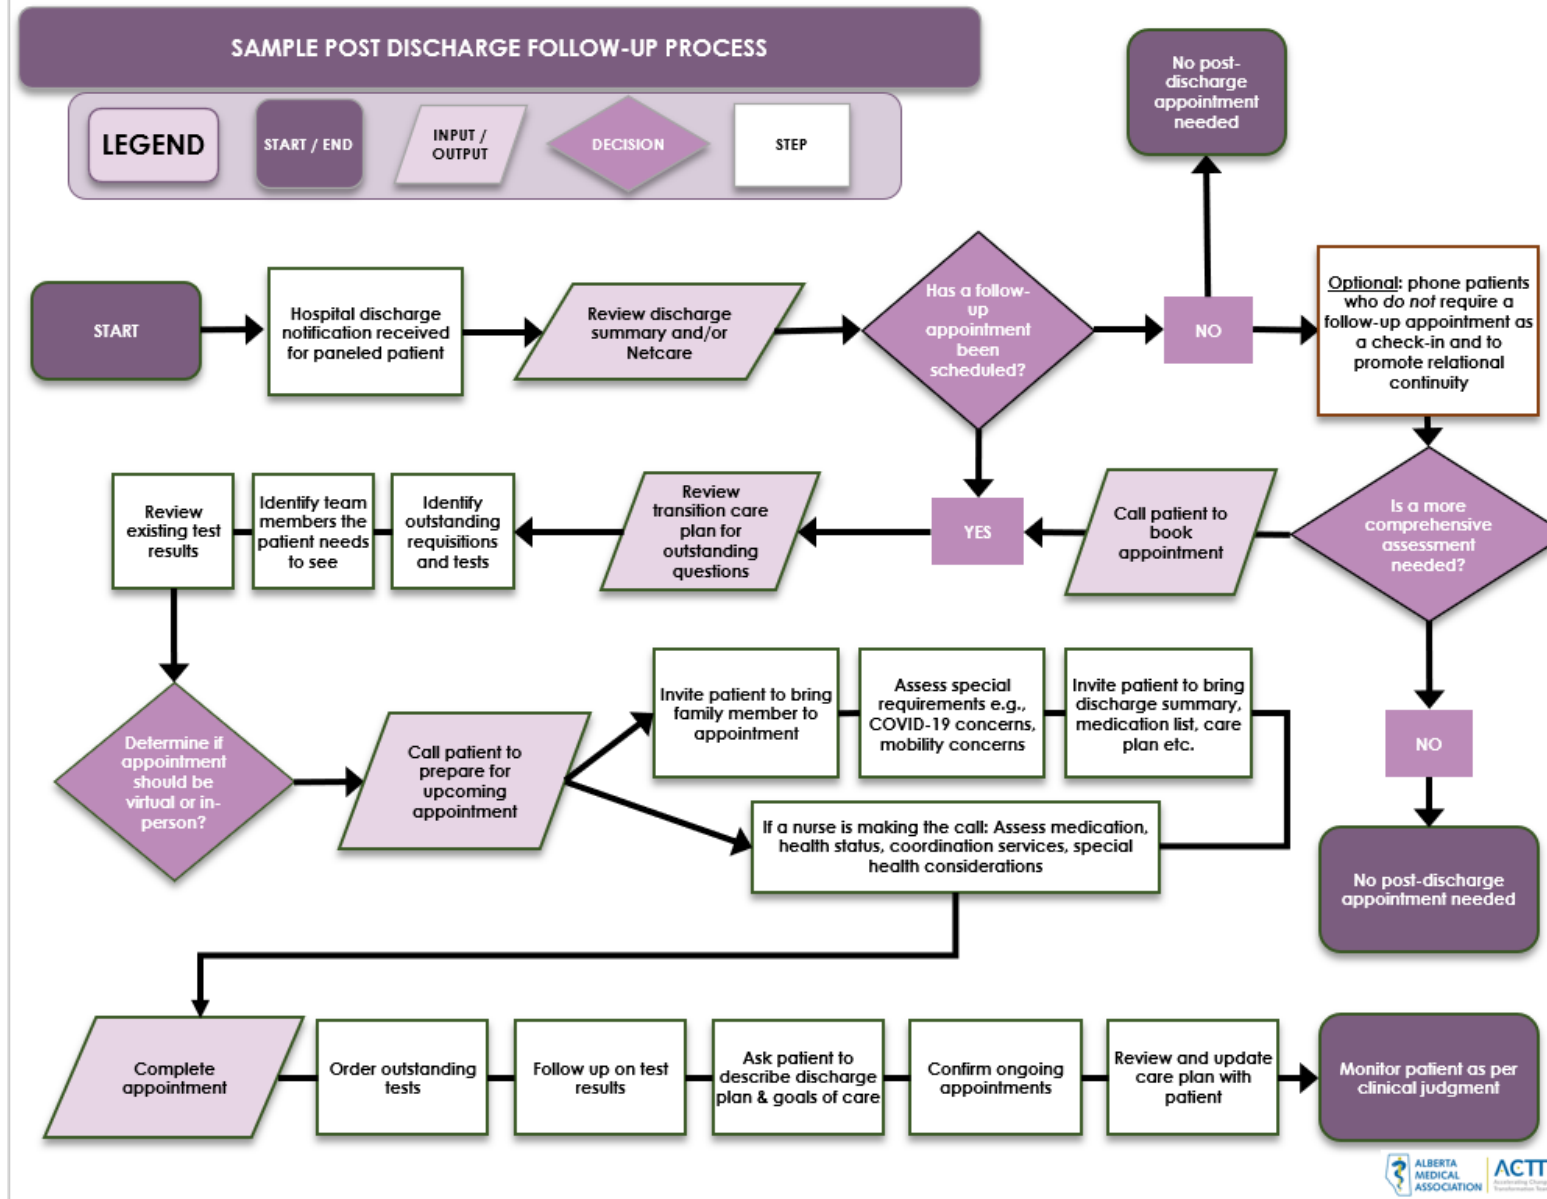 SAMPLE POST DISCHARGE FOLLOW-UP PROCESS
LEGEND
START / END
INPUT /
OUTPUT
DECISION
STEP
No post-
discharge
appointment
needed
START
Hospital discharge
notification received
for paneled patient
Review discharge
summary and/or
Netcare
Has a follow-
up
appointment
been
scheduled?
NO
Optional: phone patients
who do not require a
follow-up appointment as
a check-in and to
promote relational
continuity
Review
existing test
results
Identify team
members the
patient needs
to see
Identify
outstanding
requisitions
and tests
Review
transition care
plan for
outstanding
questions
YES
Call patient to
book
appointment
Is a more
comprehensive
assessment
needed?
Determine if
appointment
should be
virtual or in-
person?
Call patient to
prepare for
upcoming
appointment
Invite patient to bring
family member to
appointment
Assess special
requirements e.g.,
COVID-19 concerns,
mobility concerns
Invite patient to bring
discharge summary,
medication list, care
plan etc.
NO
If a nurse is making the call: Assess medication,
health status, coordination services, special
health considerations
No post-discharge
appointment needed
Complete
appointment
Order outstanding
tests
Follow up on test
results
Ask patient to
describe discharge
plan & goals of care
Confirm ongoing
appointments
Review and update
care plan with
patient
Monitor patient as per
clinical judgment
ALBERTA
MEDICAL
ASSOCIATION
ACTT